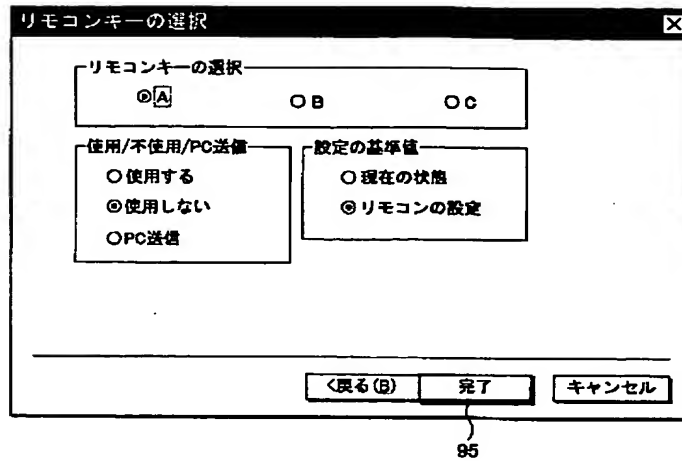 リモコンキーの選択
リモコンキーの選択
A B C
使用/不使用/PC送信 設定の基準値
使用する 現在の状態
使用しない リモコンの設定
PC送信
<戻る(B) 完了 キャンセル
95